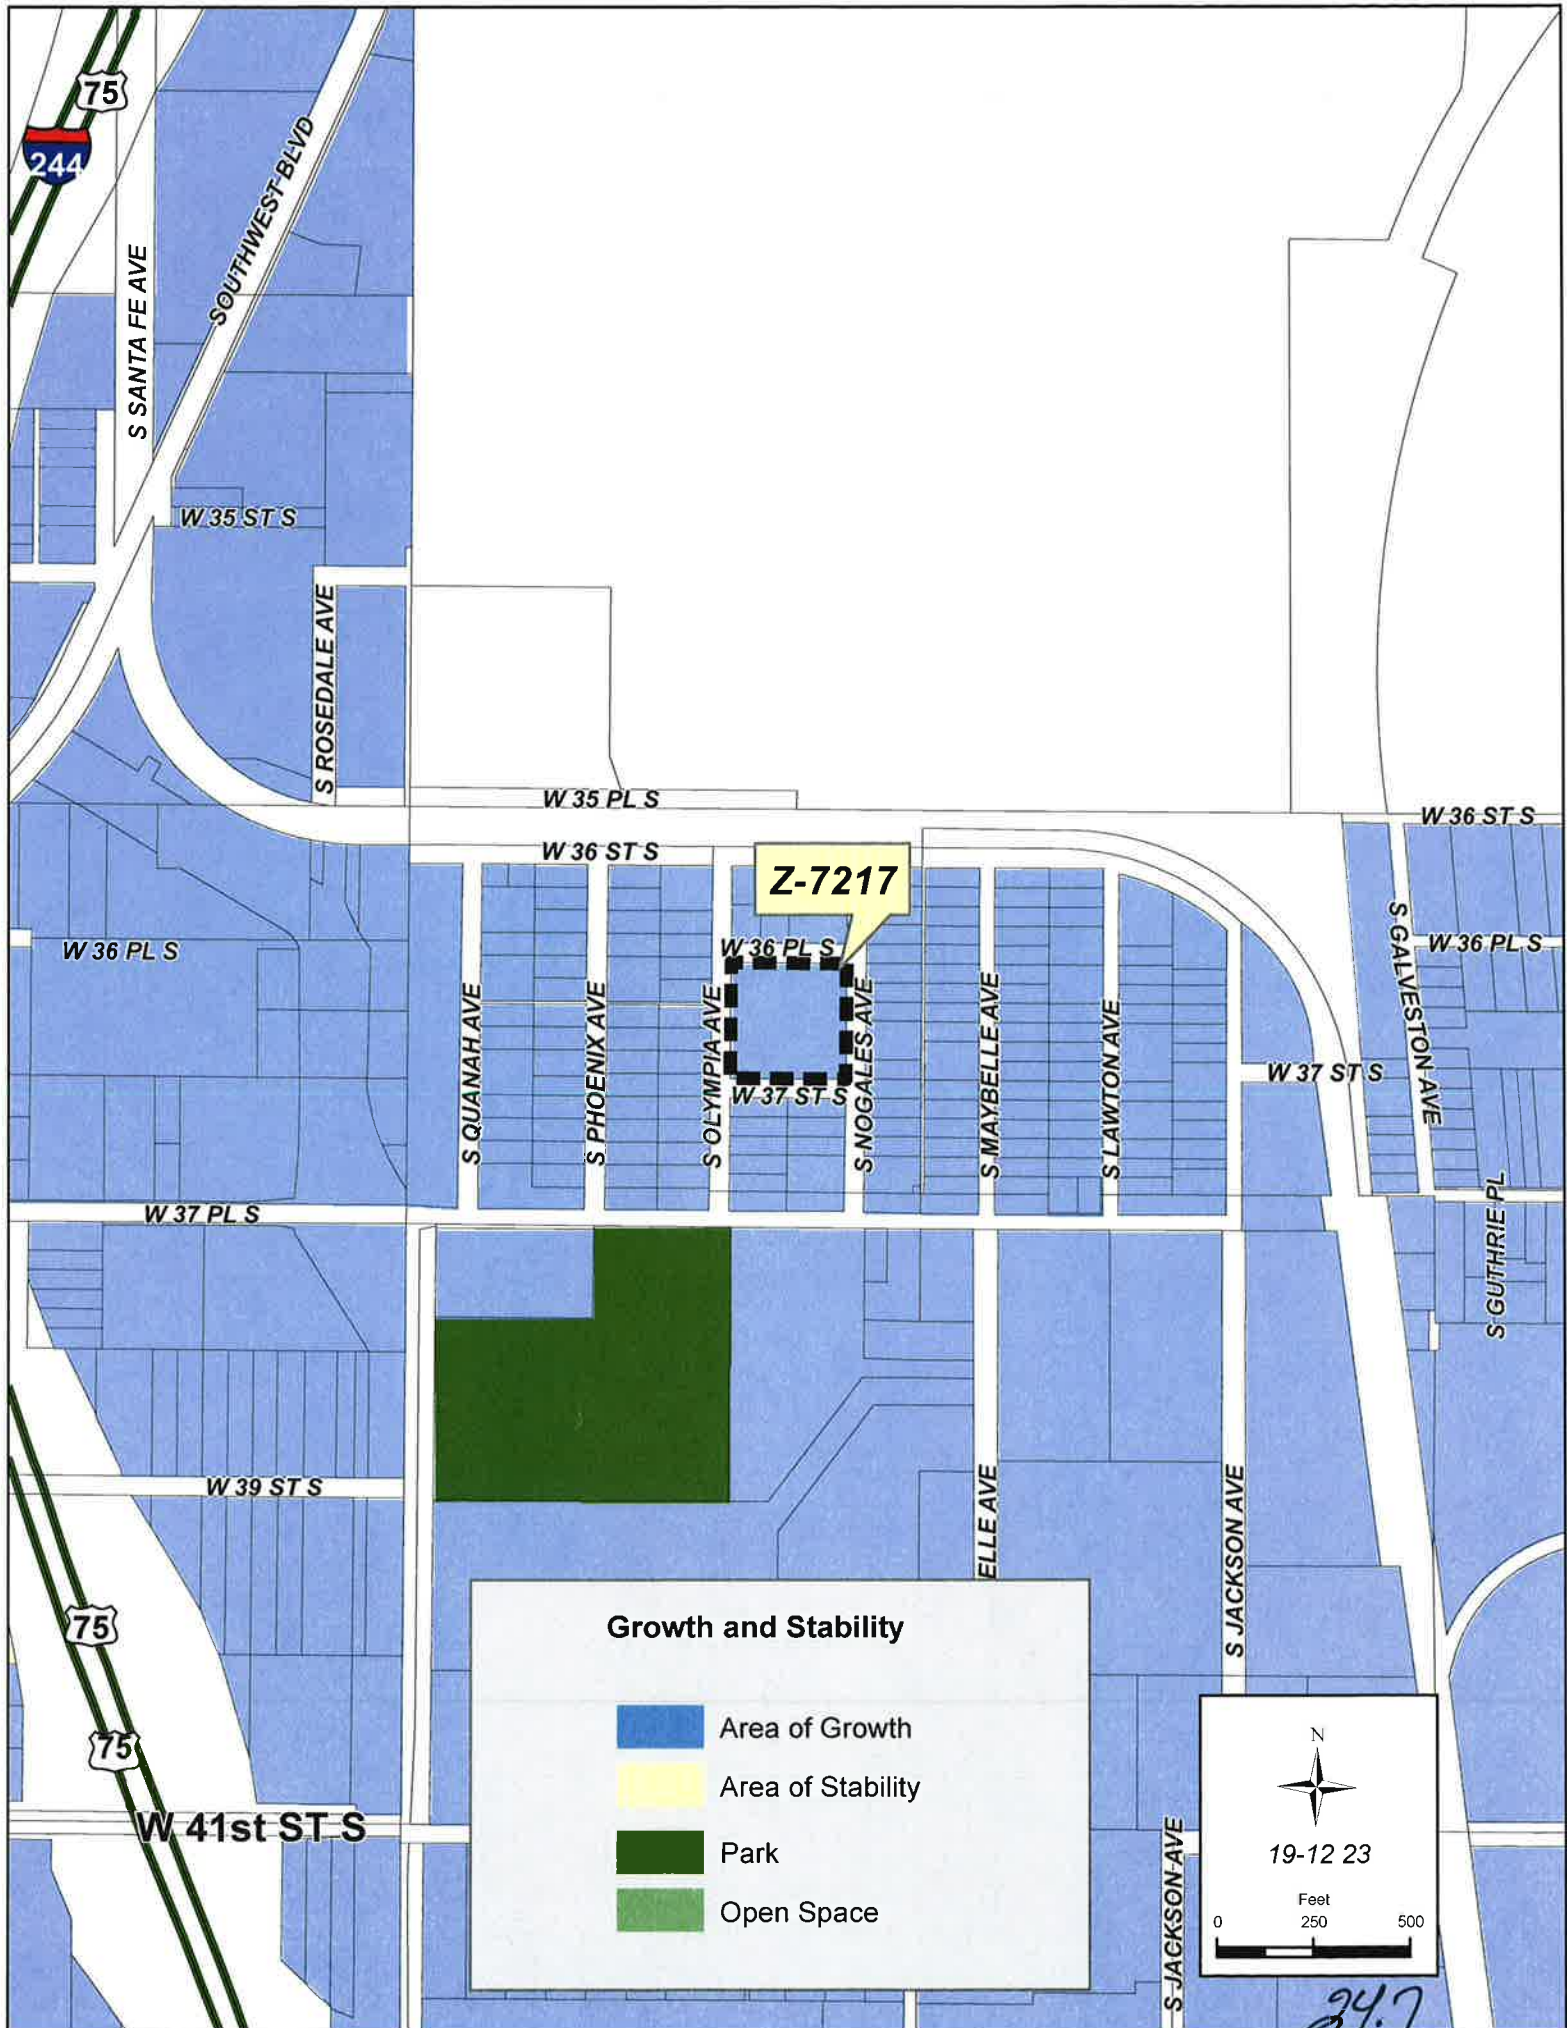 75
244
SOUTHWEST BLVD
S SANTA FE AVE
W 35 ST S
S ROSEDALE AVE
W 35 PL S
W 36 ST S
W 36 ST S
Z-7217
W 36 PL S
W 36 PL S
W 36 PL S
S GALVESTON AVE
S QUANAH AVE
S PHOENIX AVE
S OLYMPIA AVE
S NOGALES AVE
S MAYBELLE AVE
S LAWTON AVE
W 37 ST S
W 37 ST S
W 37 PL S
S GUTHRIE PL
W 39 ST S
ELLE AVE
S JACKSON AVE
75
75
W 41st ST S
Growth and Stability
Area of Growth
Area of Stability
Park
Open Space
N
19-12 23
Feet
0 250 500
S JACKSON AVE
24.7